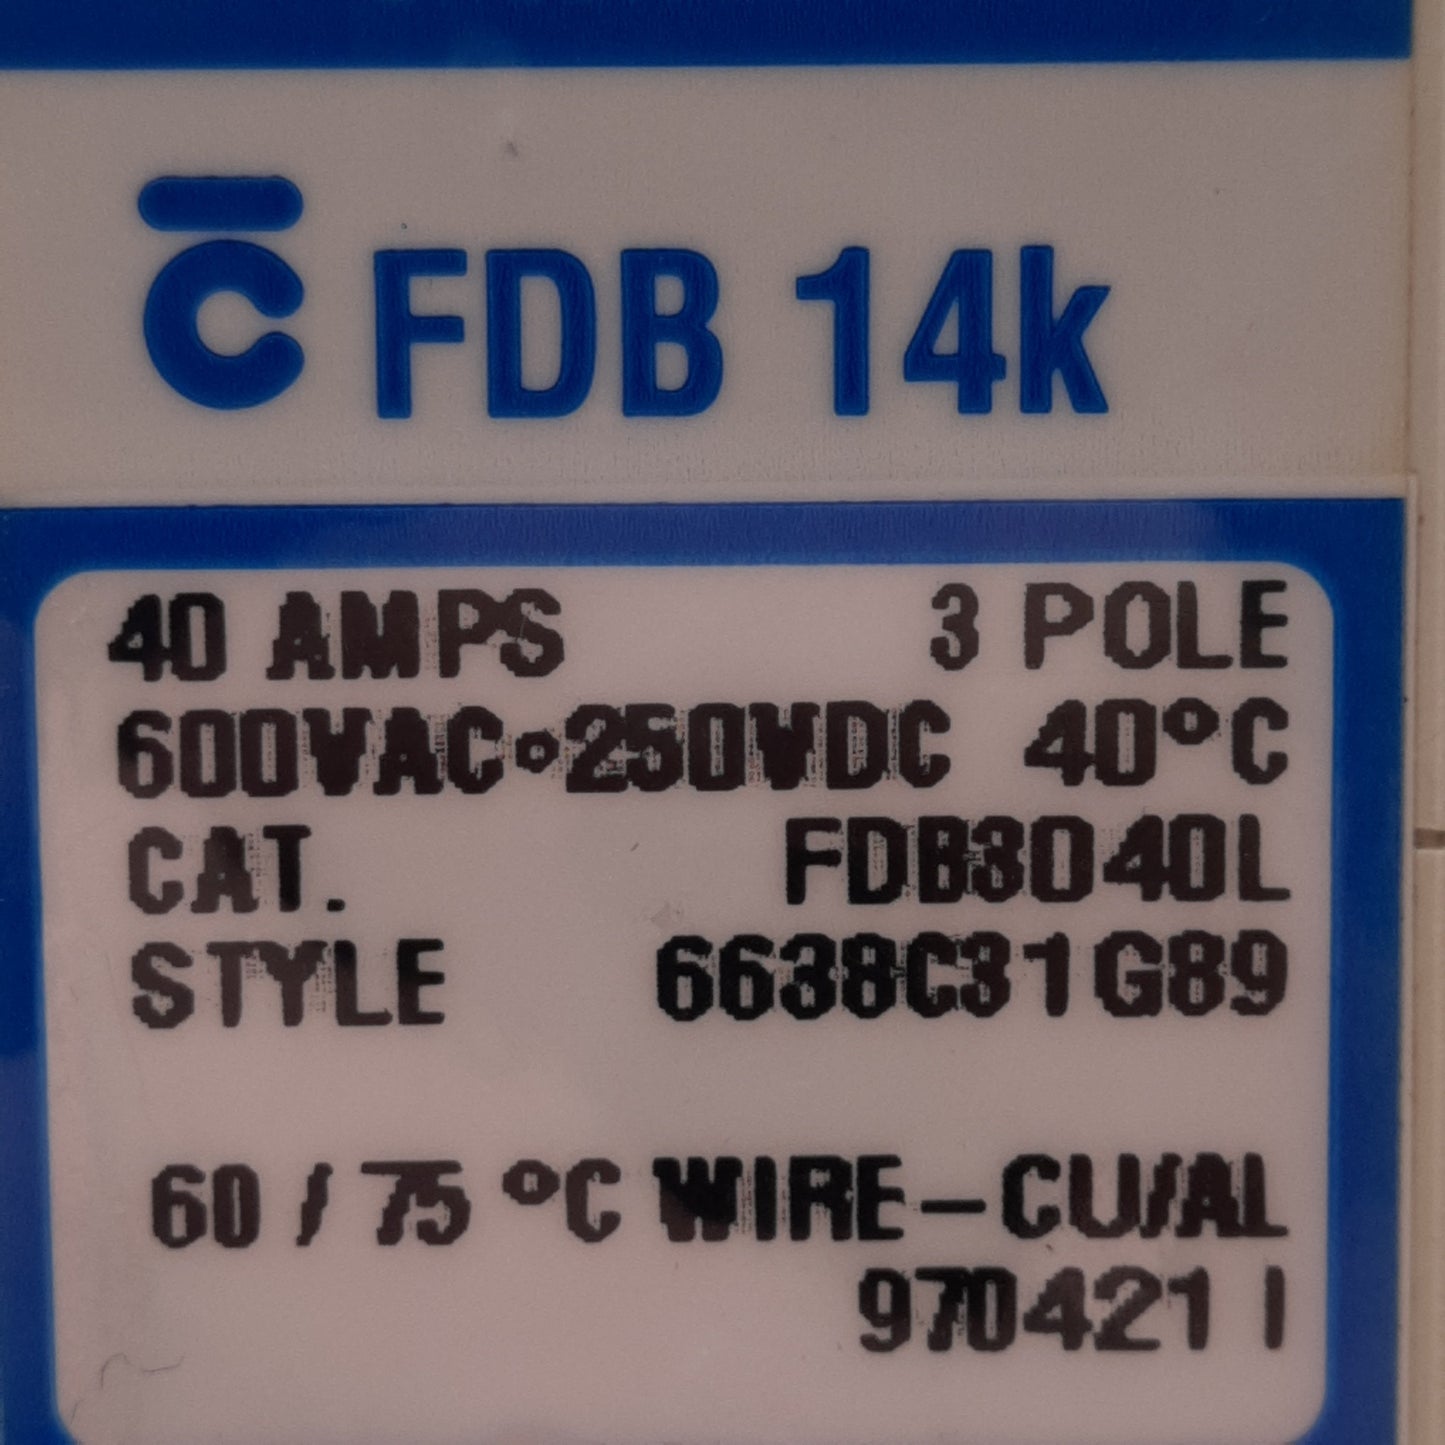 C FDB 14k
40 AMPS 3 POLE
600VAC∘250VDC 40°C
CAT. FDB3040L
STYLE 6638C31G89
60 / 75 °C WIRE-CU/AL
970421 I